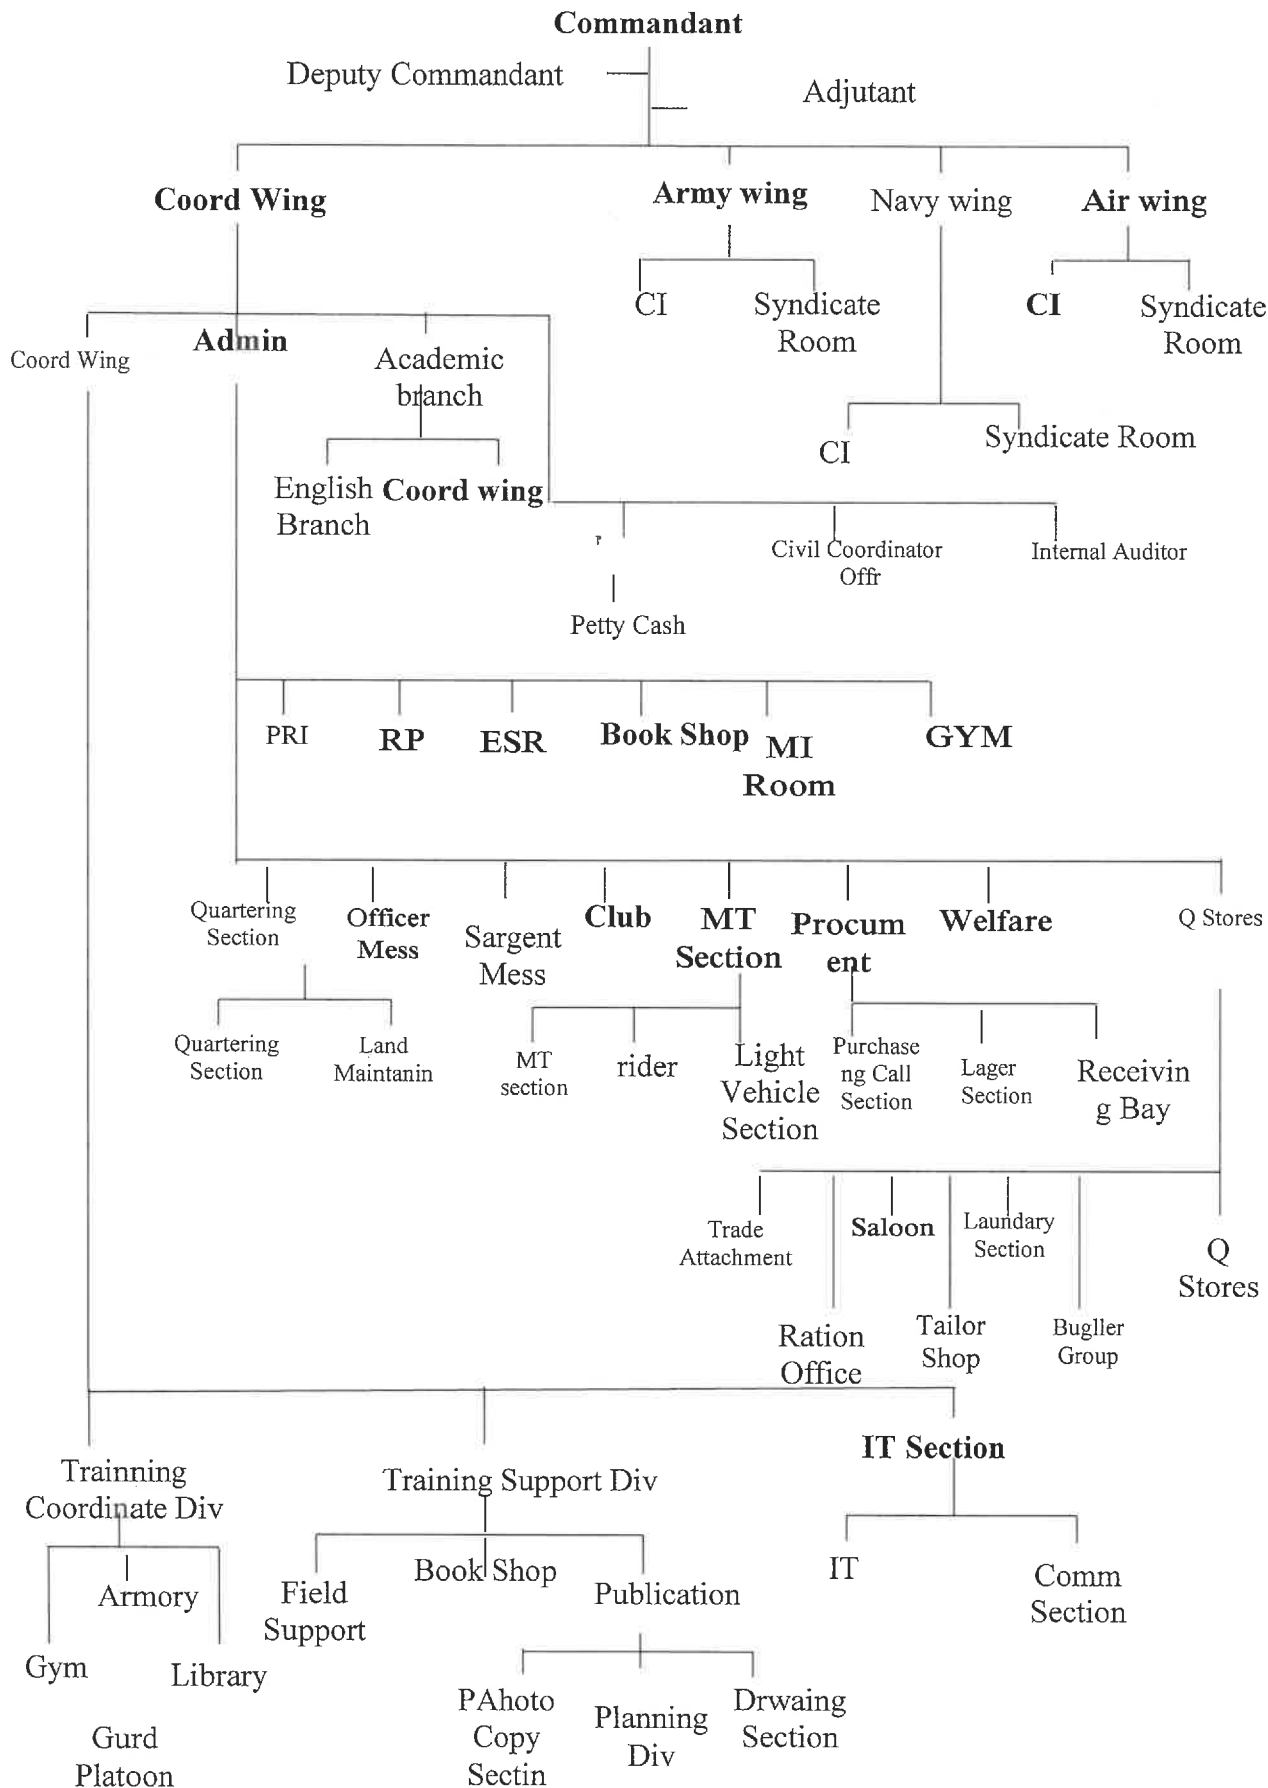 Commandant
Deputy Commandant
Adjutant
Coord Wing
Army wing
Navy wing
Air wing
CI
Syndicate
Room
CI
Syndicate
Room
Coord Wing
Admin
Academic
branch
CI
Syndicate Room
English
Branch
Coord wing
P
Civil Coordinator
Offr
Internal Auditor
Petty Cash
PRI
RP
ESR
Book Shop
MI
Room
GYM
Quartering
Section
Officer
Mess
Sargent
Mess
Club
MT
Section
Procum
ent
Welfare
Q Stores
Quartering
Section
Land
Maintanin
MT
section
rider
Light
Vehicle
Section
Purchase
ng Call
Section
Lager
Section
Receivin
g Bay
Trade
Attachment
Saloon
Laundary
Section
Q
Stores
Ration
Office
Tailor
Shop
Bugller
Group
Trainning
Coordinate Div
Training Support Div
IT Section
Armory
Gym
Library
Gurd
Platoon
Field
Support
Book Shop
Publication
IT
Comm
Section
PAhoto
Copy
Sectin
Planning
Div
Drwaing
Section